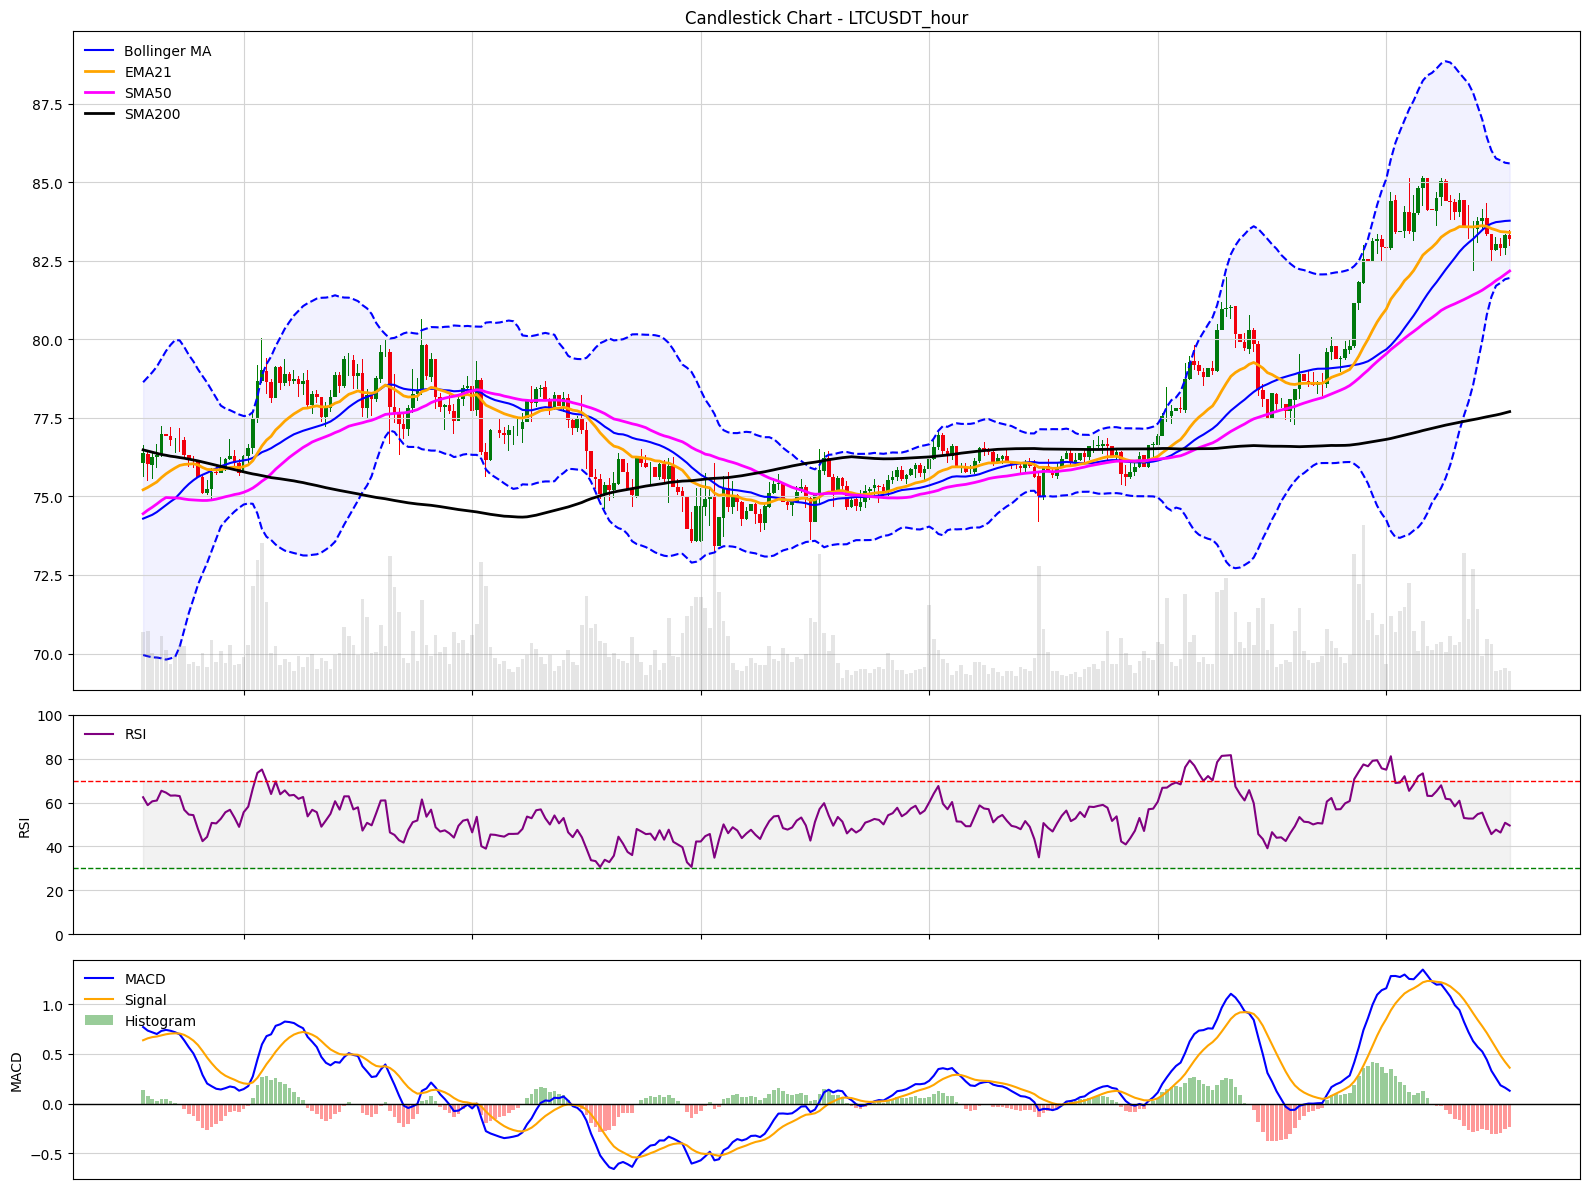 Candlestick Chart - LTCUSDT_hour
Bollinger MA
EMA21
SMA50
SMA200
87.5
85.0
82.5
80.0
77.5
75.0
72.5
70.0
100
80
60
40
20
0
RSI
RSI
MACD
Signal
Histogram
1.0
0.5
0.0
−0.5
MACD